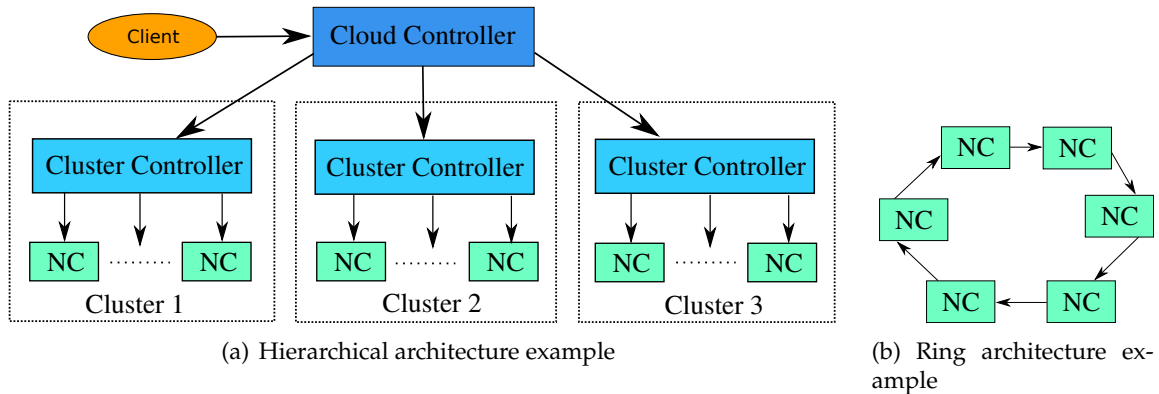 Client
Cloud Controller
Cluster Controller
NC ........ NC
Cluster 1
Cluster Controller
NC ........ NC
Cluster 2
Cluster Controller
NC ........ NC
Cluster 3
(a) Hierarchical architecture example
NC NC
NC NC
NC NC
(b) Ring architecture ex-
ample